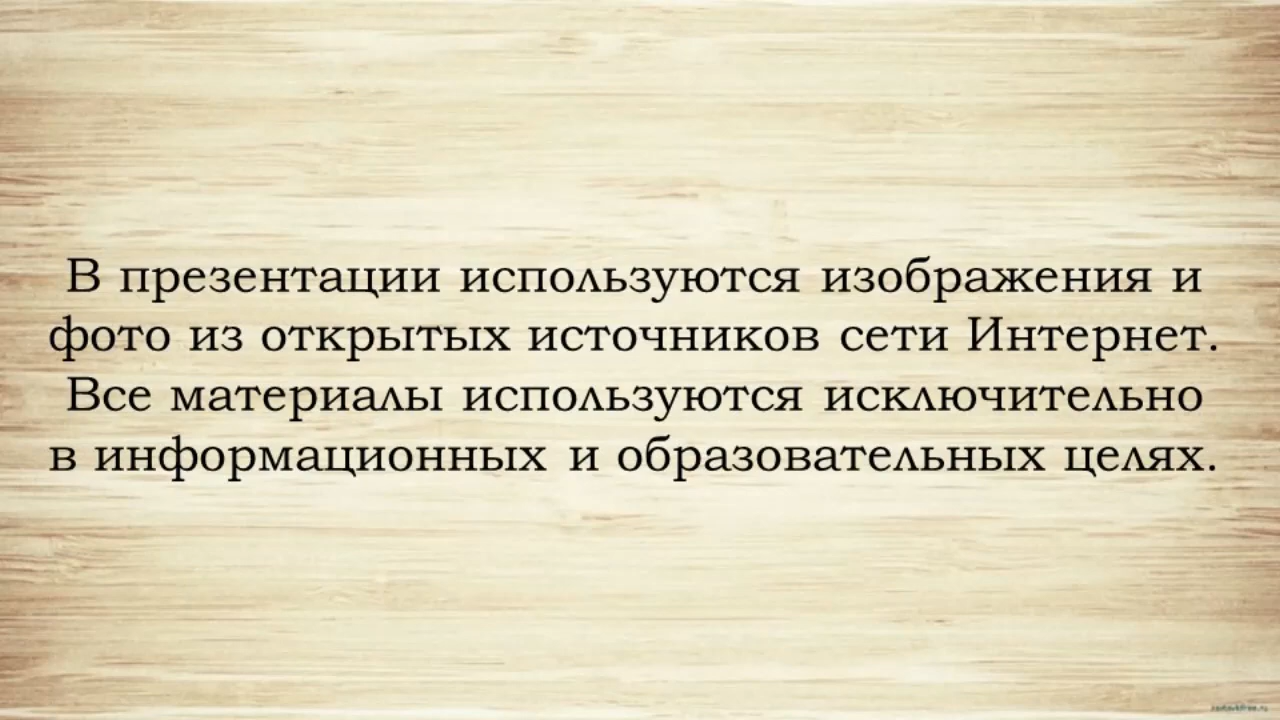 В презентации используются изображения и
фото из открытых источников сети Интернет.
Все материалы используются исключительно
в информационных и образовательных целях.